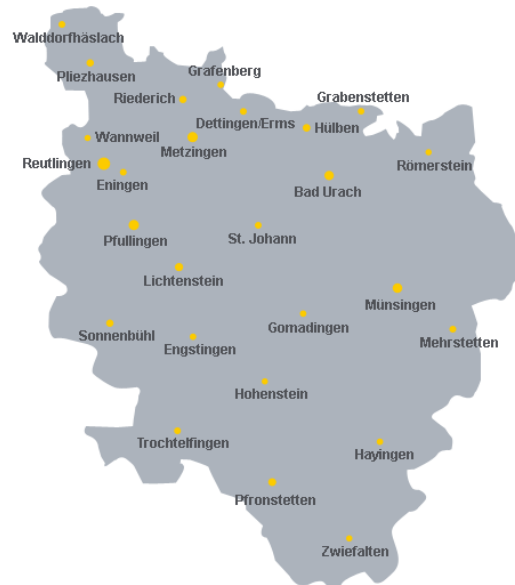 Walddorfhäslach
Pliezhausen
Grafenberg
Riederich
Grabenstetten
Dettingen/Erms
Hülben
Wannweil
Metzingen
Römerstein
Reutlingen
Eningen
Bad Urach
Pfullingen
St. Johann
Lichtenstein
Münsingen
Gomadingen
Sonnenbühl
Mehrstetten
Engstingen
Hohenstein
Trochtelfingen
Hayingen
Pfronstetten
Zwiefalten